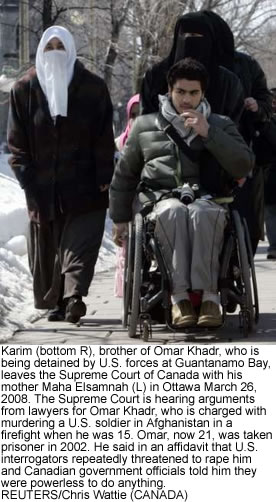 Karim (bottom R), brother of Omar Khadr, who is
being detained by U.S. forces at Guantanamo Bay,
leaves the Supreme Court of Canada with his
mother Maha Elsamnah (L) in Ottawa March 26,
2008. The Supreme Court is hearing arguments
from lawyers for Omar Khadr, who is charged with
murdering a U.S. soldier in Afghanistan in a
firefight when he was 15. Omar, now 21, was taken
prisoner in 2002. He said in an affidavit that U.S.
interrogators repeatedly threatened to rape him
and Canadian government officials told him they
were powerless to do anything.
REUTERS/Chris Wattie (CANADA)